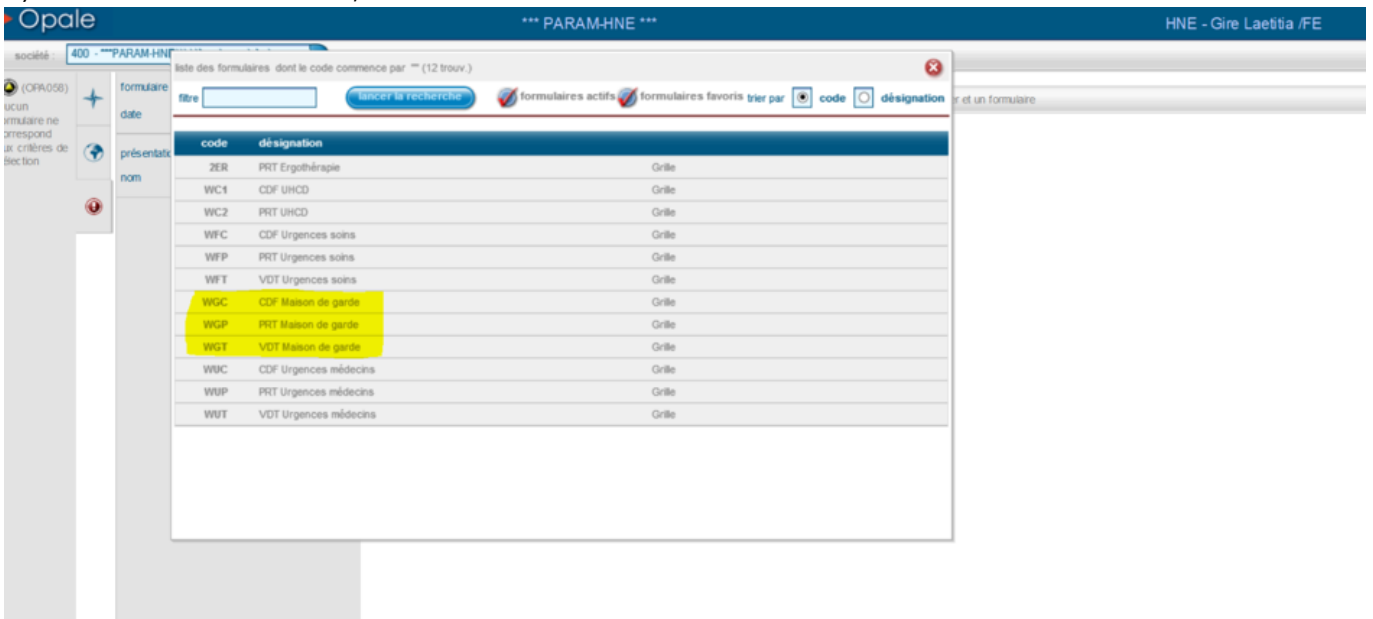 Opale
*** PARAM-HNE ***
HNE - Gire Laetitia /FE
société :
400 - ***PARAM-HNE
(OPA058)
ucun
ormulaire ne
orrespond
ux critères de
élection
formulaire
date
présentatic
nom
liste des formulaires dont le code commence par "" (12 trouv.)
filtre
lancer la recherche
formulaires actifs
formulaires favoris
trier par
code
désignation
r et un formulaire
code désignation
2ER PRT Ergothérapie Grille
WC1 CDF UHCD Grille
WC2 PRT UHCD Grille
WFC CDF Urgences soins Grille
WFP PRT Urgences soins Grille
WFT VDT Urgences soins Grille
WGC CDF Maison de garde Grille
WGP PRT Maison de garde Grille
WGT VDT Maison de garde Grille
WUC CDF Urgences médecins Grille
WUP PRT Urgences médecins Grille
WUT VDT Urgences médecins Grille